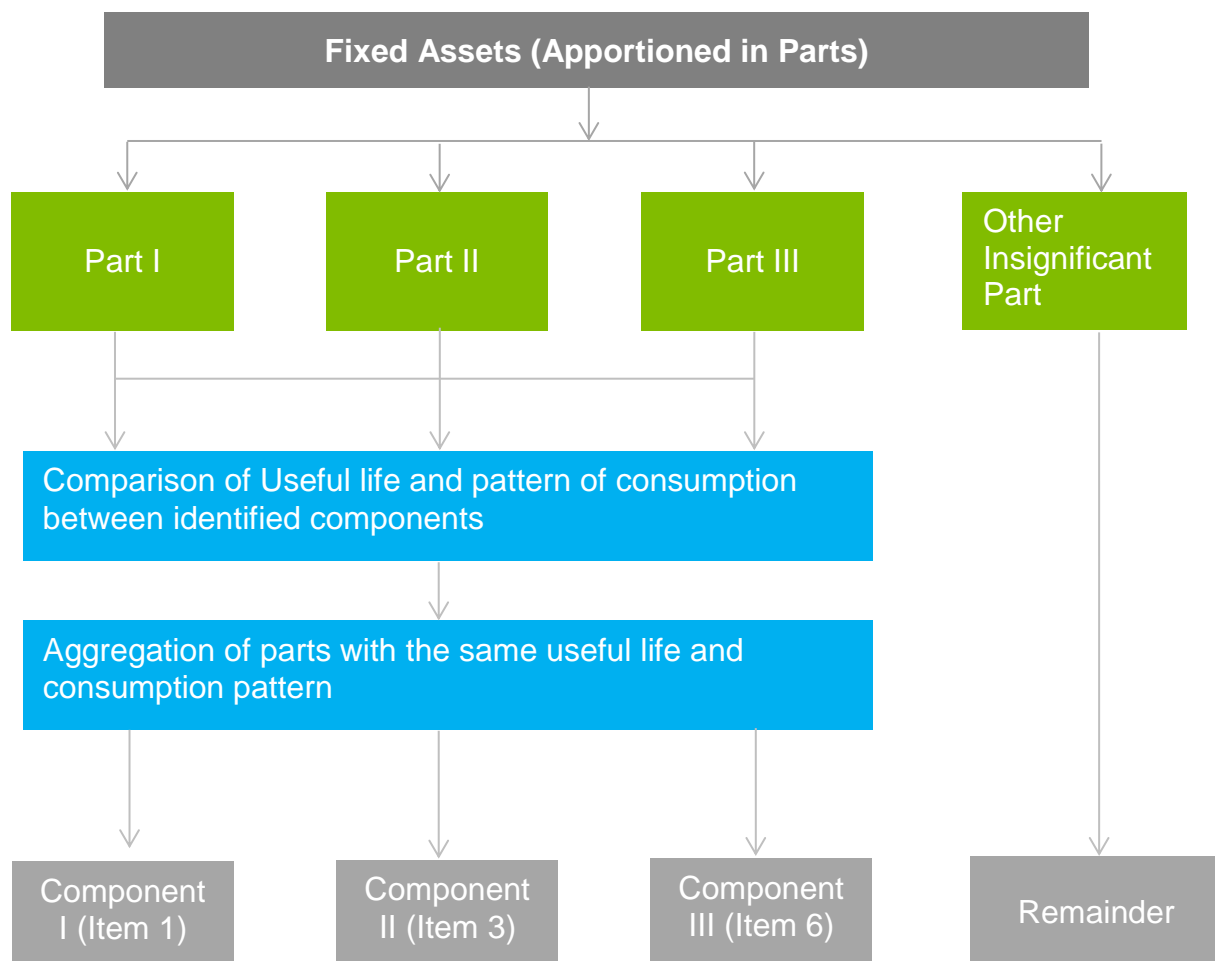 Fixed Assets (Apportioned in Parts)
Part I
Part II
Part III
Other
Insignificant
Part
Comparison of Useful life and pattern of consumption
between identified components
Aggregation of parts with the same useful life and
consumption pattern
Component
I (Item 1)
Component
II (Item 3)
Component
III (Item 6)
Remainder